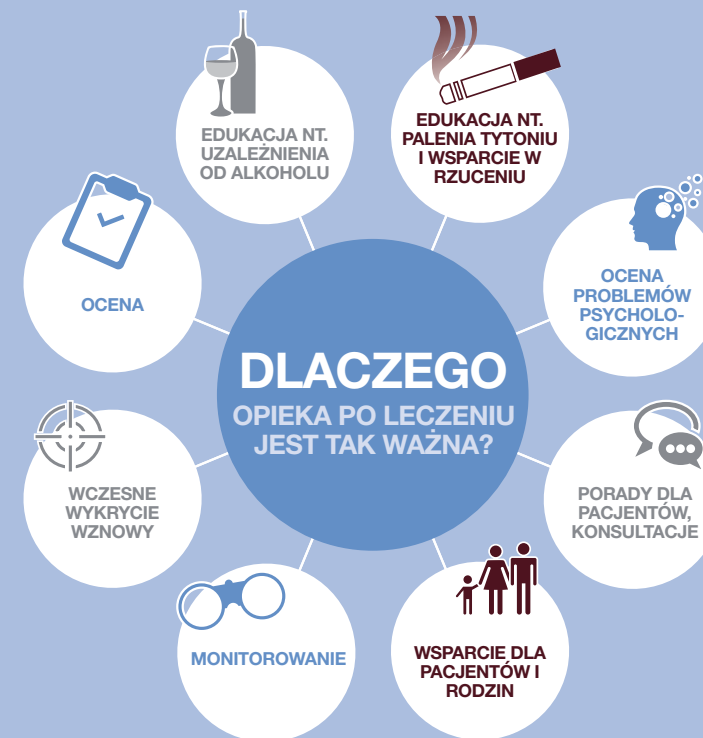 EDUKACJA NT.
UZALEŻNIENIA
OD ALKOHOLU
EDUKACJA NT.
PALENIA TYTONIU
I WSPARCIE W
RZUCENIU
OCENA
OCENA
PROBLEMÓW
PSYCHOLO-
GICZNYCH
DLACZEGO
OPIEKA PO LECZENIU
JEST TAK WAŻNA?
WCZESNE
WYKRYCIE
WZNOWY
PORADY DLA
PACJENTÓW,
KONSULTACJE
MONITOROWANIE
WSPARCIE DLA
PACJENTÓW I
RODZIN